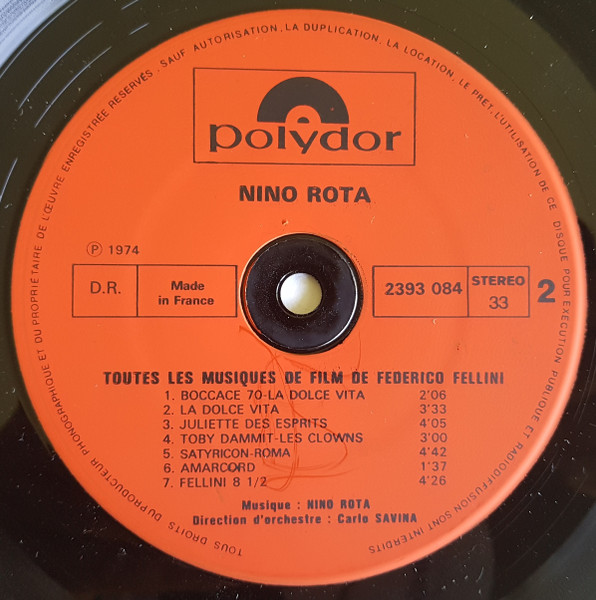 TOUS DROITS DU PRODUCTEUR PHONOGRAPHIQUE ET DU PROPRIÉTAIRE DE L'ŒUVRE ENREGISTRÉE RESERVÉS. SAUF AUTORISATION, LA DUPLICATION, LA LOCATION, LE PRET, L'UTILISATION DE CE DISQUE POUR EXECUTION PUBLIQUE ET RADIODIFFUSION SONT INTERDITS
polydor
NINO ROTA
Ⓟ 1974
D.R. Made in France 2393 084 STEREO 33 2
TOUTES LES MUSIQUES DE FILM DE FEDERICO FELLINI
1. BOCCACE 70-LA DOLCE VITA 2'06
2. LA DOLCE VITA 3'33
3. JULIETTE DES ESPRITS 4'05
4. TOBY DAMMIT-LES CLOWNS 3'00
5. SATYRICON-ROMA 4'42
6. AMARCORD 1'37
7. FELLINI 8 1/2 4'26
Musique : NINO ROTA
Direction d'orchestre : Carlo SAVINA